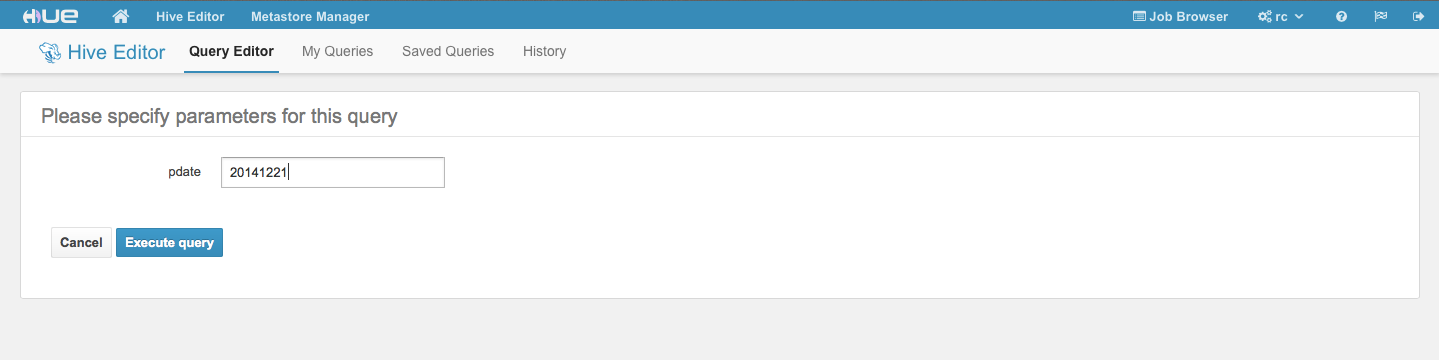 HUE Hive Editor Metastore Manager Job Browser rc
Hive Editor Query Editor My Queries Saved Queries History
Please specify parameters for this query
pdate 20141221
Cancel Execute query